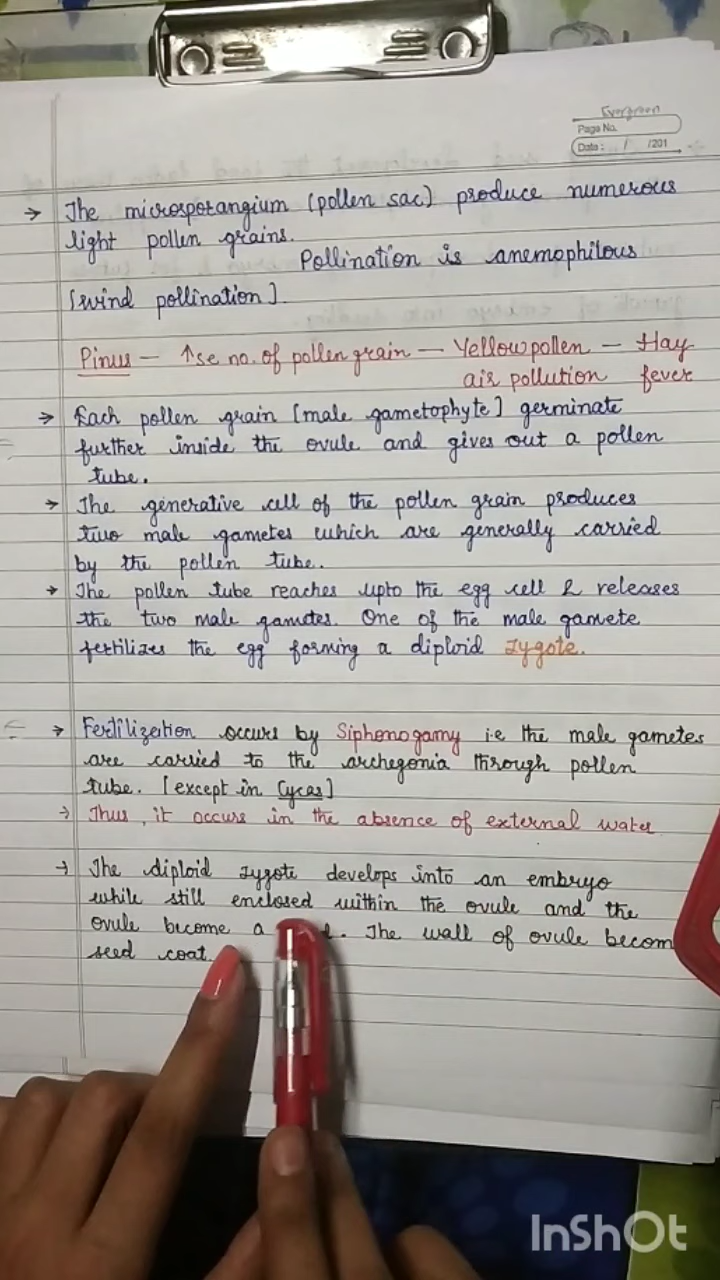 Evergreen
Page No.
Date : / /201
→ The microsporangium (pollen sac) produce numerous
light pollen grains.
Pollination is anemophilous
[wind pollination].
Pinus — ↑se no. of pollen grain — Yellow pollen — Hay
air pollution fever
→ Each pollen grain [male gametophyte] germinate
further inside the ovule and gives out a pollen
tube.
→ The generative cell of the pollen grain produces
two male gametes which are generally carried
by the pollen tube.
→ The pollen tube reaches upto the egg cell & releases
the two male gametes. One of the male gamete
fertilizes the egg forming a diploid zygote.
→ Fertilization occurs by Siphonogamy i.e the male gametes
are carried to the archegonia through pollen
tube. [except in Cycas]
→ Thus, it occurs in the absence of external water
→ The diploid zygote develops into an embryo
while still enclosed within the ovule and the
ovule become a . The wall of ovule becom
seed coat.
InShOt